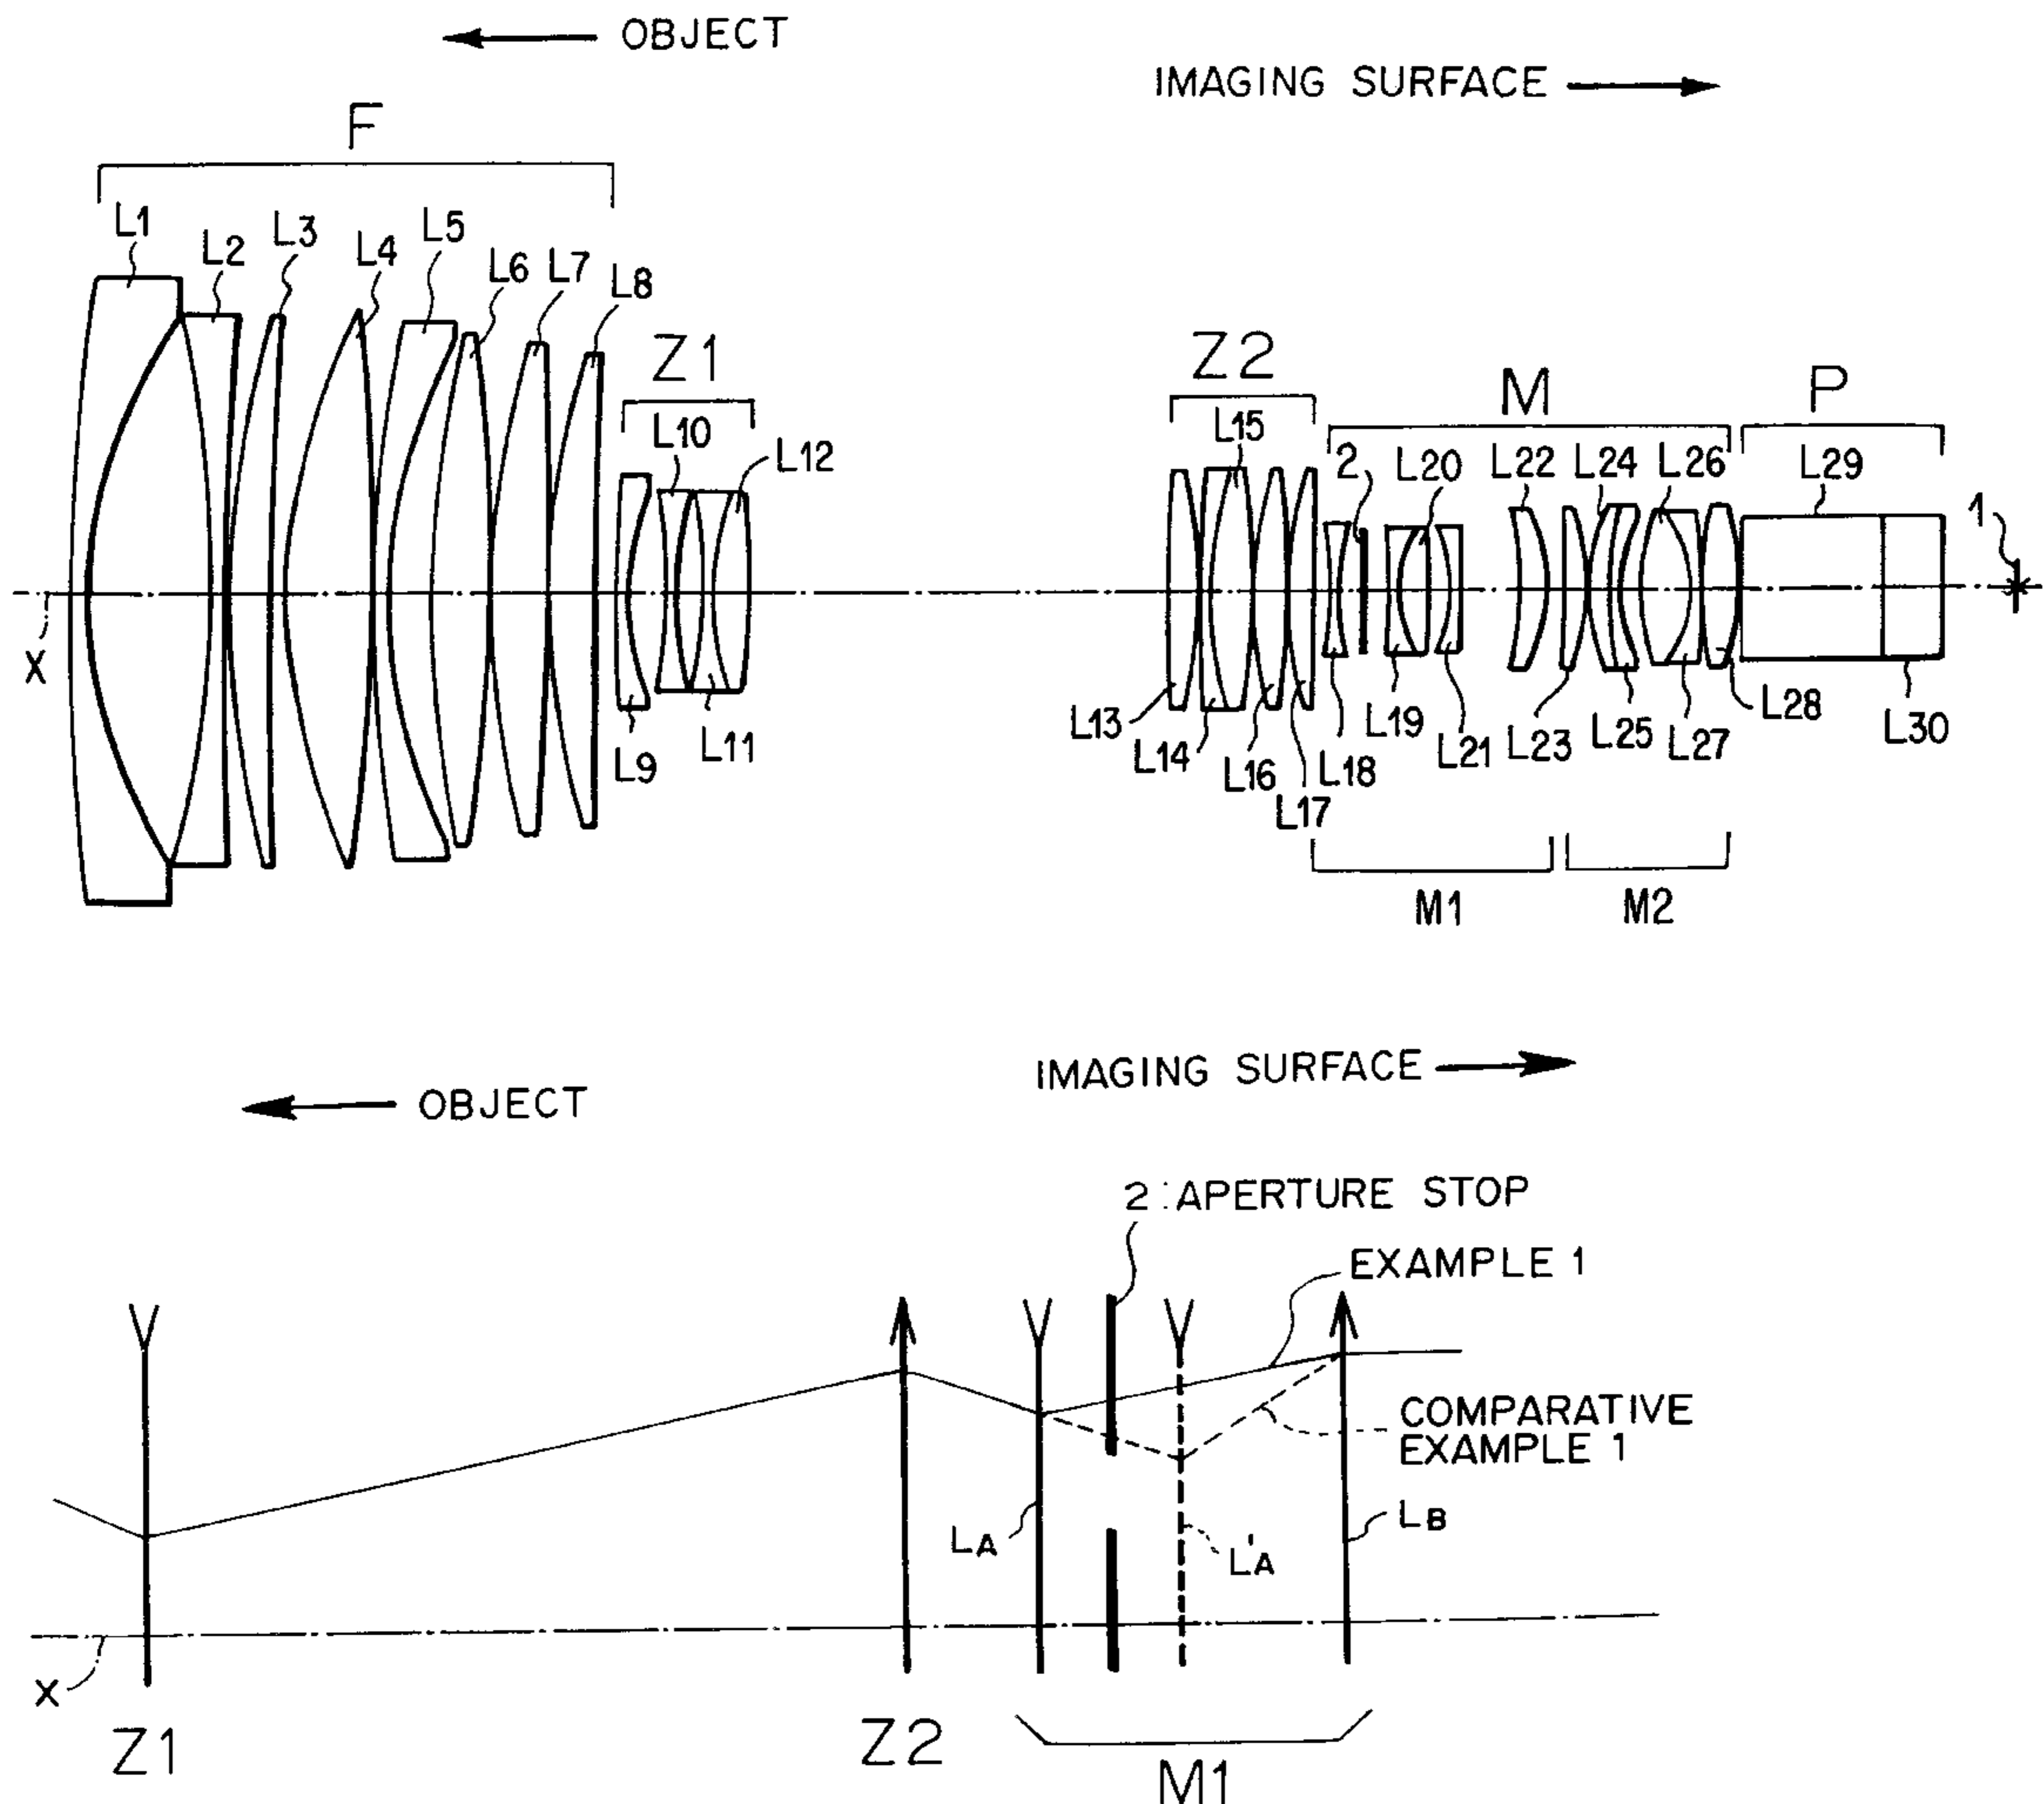 OBJECT
IMAGING SURFACE
F
L1
L2
L3
L4
L5
L6
L7
L8
Z1
L10
L12
Z2
L15
M
P
2
L20
L22
L24
L26
L29
1
X
L9
L11
L13
L14
L16
L17
L18
L19
L21
L23
L25
L27
L28
L30
M1
M2
IMAGING SURFACE
OBJECT
2 : APERTURE STOP
EXAMPLE 1
COMPARATIVE
EXAMPLE 1
LA
L'A
LB
X
Z1
Z2
M1